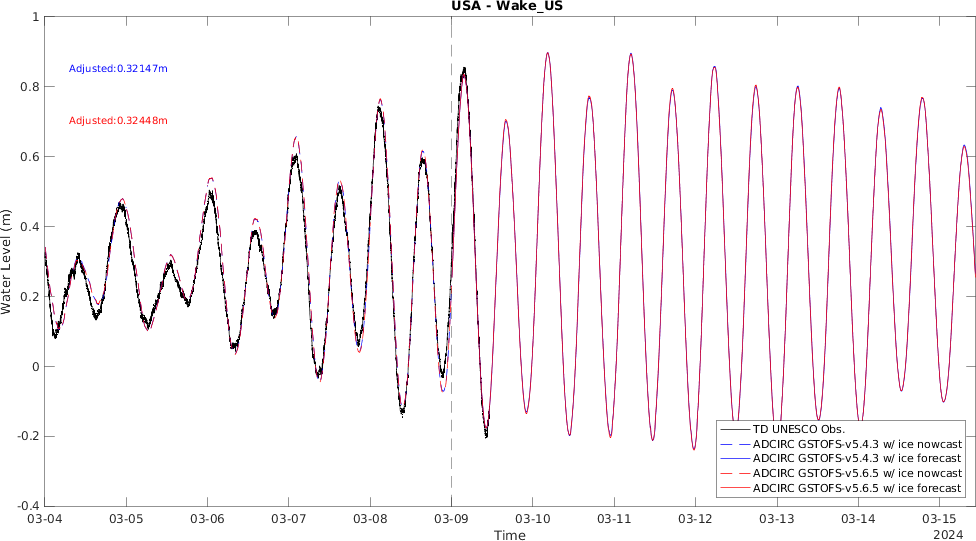 USA - Wake_US
1
0.8
0.6
0.4
0.2
0
-0.2
-0.4
Water Level (m)
Adjusted:0.32147m
Adjusted:0.32448m
TD UNESCO Obs.
ADCIRC GSTOFS-v5.4.3 w/ ice nowcast
ADCIRC GSTOFS-v5.4.3 w/ ice forecast
ADCIRC GSTOFS-v5.6.5 w/ ice nowcast
ADCIRC GSTOFS-v5.6.5 w/ ice forecast
03-04 03-05 03-06 03-07 03-08 03-09 03-10 03-11 03-12 03-13 03-14 03-15
Time
2024